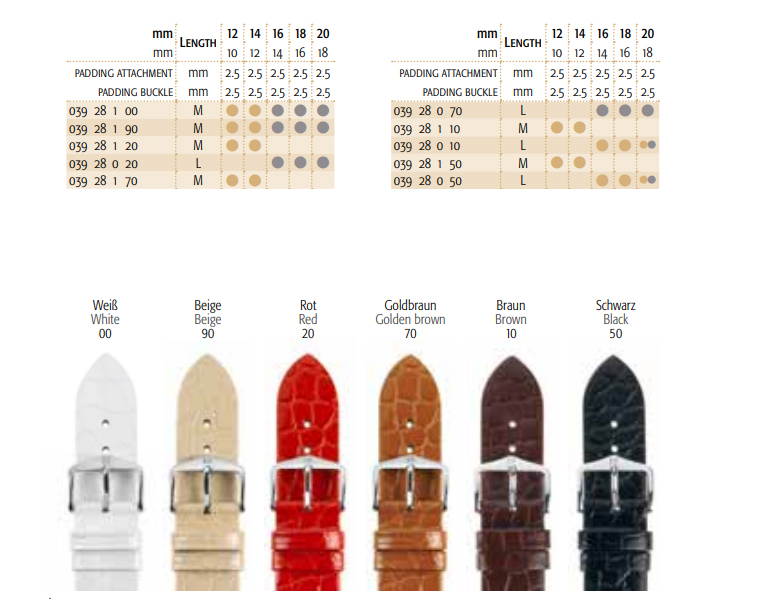 mm LENGTH 12 14 16 18 20
mm 10 12 14 16 18
PADDING ATTACHMENT mm 2.5 2.5 2.5 2.5 2.5
PADDING BUCKLE mm 2.5 2.5 2.5 2.5 2.5
039 28 1 00 M
039 28 1 90 M
039 28 1 20 M
039 28 0 20 L
039 28 1 70 M
mm LENGTH 12 14 16 18 20
mm 10 12 14 16 18
PADDING ATTACHMENT mm 2.5 2.5 2.5 2.5 2.5
PADDING BUCKLE mm 2.5 2.5 2.5 2.5 2.5
039 28 0 70 L
039 28 1 10 M
039 28 0 10 L
039 28 1 50 M
039 28 0 50 L
Weiß Beige Rot Goldbraun Braun Schwarz
White Beige Red Golden brown Brown Black
00 90 20 70 10 50